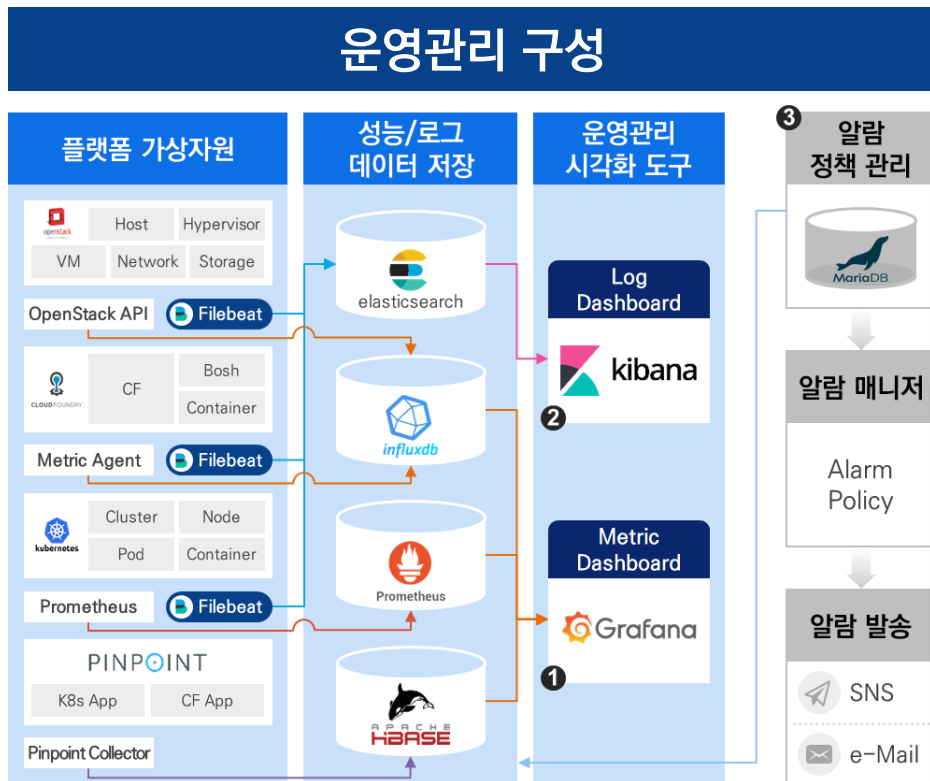 운영관리 구성
플랫폼 가상자원
openstack
Host
Hypervisor
VM
Network
Storage
OpenStack API
Filebeat
CLOUD FOUNDRY
CF
Bosh
Container
Metric Agent
Filebeat
kubernetes
Cluster
Node
Pod
Container
Prometheus
Filebeat
PINPOINT
K8s App
CF App
Pinpoint Collector
성능/로그
데이터 저장
elasticsearch
influxdb
Prometheus
APACHE
HBASE
운영관리
시각화 도구
Log
Dashboard
kibana
2
Metric
Dashboard
Grafana
1
3
알람
정책 관리
MariaDB
알람 매니저
Alarm
Policy
알람 발송
SNS
e-Mail